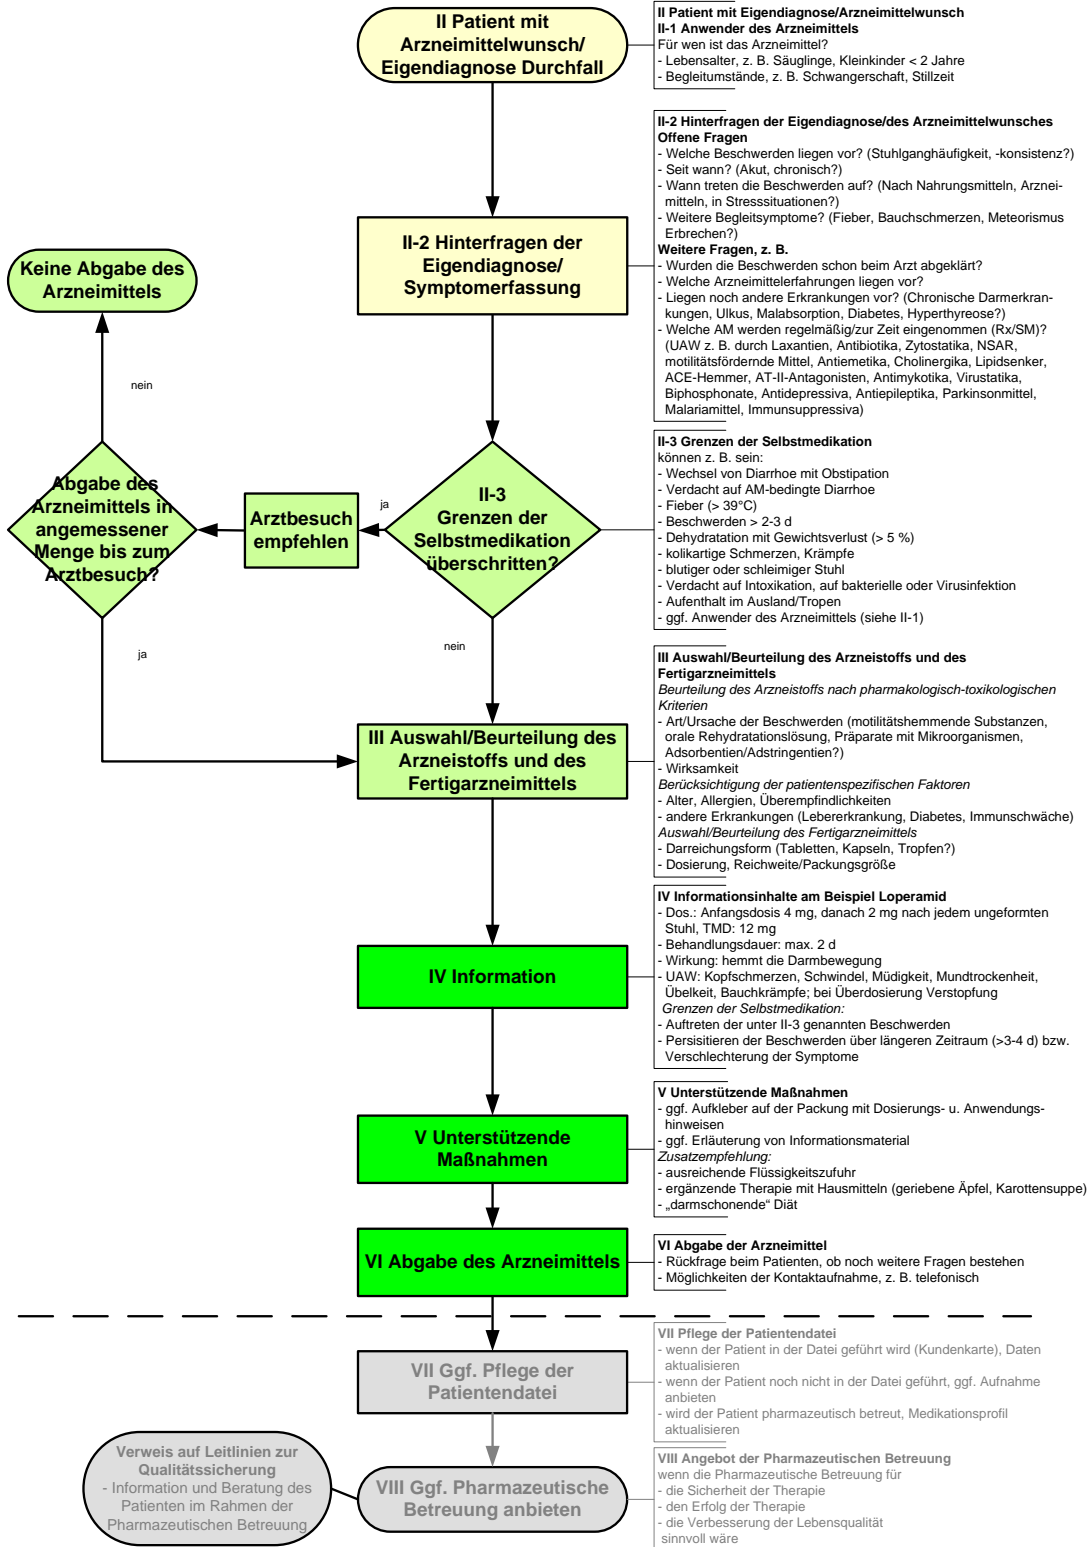 II Patient mit
Arzneimittelwunsch/
Eigendiagnose Durchfall
II Patient mit Eigendiagnose/Arzneimittelwunsch
II-1 Anwender des Arzneimittels
Für wen ist das Arzneimittel?
- Lebensalter, z. B. Säuglinge, Kleinkinder < 2 Jahre
- Begleitumstände, z. B. Schwangerschaft, Stillzeit
II-2 Hinterfragen der
Eigendiagnose/
Symptomerfassung
II-2 Hinterfragen der Eigendiagnose/des Arzneimittelwunsches
Offene Fragen
- Welche Beschwerden liegen vor? (Stuhlganghäufigkeit, -konsistenz?)
- Seit wann? (Akut, chronisch?)
- Wann treten die Beschwerden auf? (Nach Nahrungsmitteln, Arznei-
mitteln, in Stresssituationen?)
- Weitere Begleitsymptome? (Fieber, Bauchschmerzen, Meteorismus
Erbrechen?)
Weitere Fragen, z. B.
- Wurden die Beschwerden schon beim Arzt abgeklärt?
- Welche Arzneimittelerfahrungen liegen vor?
- Liegen noch andere Erkrankungen vor? (Chronische Darmerkran-
kungen, Ulkus, Malabsorption, Diabetes, Hyperthyreose?)
- Welche AM werden regelmäßig/zur Zeit eingenommen (Rx/SM)?
(UAW z. B. durch Laxantien, Antibiotika, Zytostatika, NSAR,
motilitätsfördernde Mittel, Antiemetika, Cholinergika, Lipidsenker,
ACE-Hemmer, AT-II-Antagonisten, Antimykotika, Virustatika,
Biphosphonate, Antidepressiva, Antiepileptika, Parkinsonmittel,
Malariamittel, Immunsuppressiva)
Keine Abgabe des
Arzneimittels
nein
Abgabe des
Arzneimittels in
angemessener
Menge bis zum
Arztbesuch?
Arztbesuch
empfehlen
ja
II-3
Grenzen der
Selbstmedikation
überschritten?
II-3 Grenzen der Selbstmedikation
können z. B. sein:
- Wechsel von Diarrhoe mit Obstipation
- Verdacht auf AM-bedingte Diarrhoe
- Fieber (> 39°C)
- Beschwerden > 2-3 d
- Dehydratation mit Gewichtsverlust (> 5 %)
- kolikartige Schmerzen, Krämpfe
- blutiger oder schleimiger Stuhl
- Verdacht auf Intoxikation, auf bakterielle oder Virusinfektion
- Aufenthalt im Ausland/Tropen
- ggf. Anwender des Arzneimittels (siehe II-1)
ja
nein
III Auswahl/Beurteilung des
Arzneistoffs und des
Fertigarzneimittels
III Auswahl/Beurteilung des Arzneistoffs und des
Fertigarzneimittels
Beurteilung des Arzneistoffs nach pharmakologisch-toxikologischen
Kriterien
- Art/Ursache der Beschwerden (motilitätshemmende Substanzen,
orale Rehydratationslösung, Präparate mit Mikroorganismen,
Adsorbentien/Adstringentien?)
- Wirksamkeit
Berücksichtigung der patientenspezifischen Faktoren
- Alter, Allergien, Überempfindlichkeiten
- andere Erkrankungen (Lebererkrankung, Diabetes, Immunschwäche)
Auswahl/Beurteilung des Fertigarzneimittels
- Darreichungsform (Tabletten, Kapseln, Tropfen?)
- Dosierung, Reichweite/Packungsgröße
IV Information
IV Informationsinhalte am Beispiel Loperamid
- Dos.: Anfangsdosis 4 mg, danach 2 mg nach jedem ungeformten
Stuhl, TMD: 12 mg
- Behandlungsdauer: max. 2 d
- Wirkung: hemmt die Darmbewegung
- UAW: Kopfschmerzen, Schwindel, Müdigkeit, Mundtrockenheit,
Übelkeit, Bauchkrämpfe; bei Überdosierung Verstopfung
Grenzen der Selbstmedikation:
- Auftreten der unter II-3 genannten Beschwerden
- Persisitieren der Beschwerden über längeren Zeitraum (>3-4 d) bzw.
Verschlechterung der Symptome
V Unterstützende
Maßnahmen
V Unterstützende Maßnahmen
- ggf. Aufkleber auf der Packung mit Dosierungs- u. Anwendungs-
hinweisen
- ggf. Erläuterung von Informationsmaterial
Zusatzempfehlung:
- ausreichende Flüssigkeitszufuhr
- ergänzende Therapie mit Hausmitteln (geriebene Äpfel, Karottensuppe)
- „darmschonende“ Diät
VI Abgabe des Arzneimittels
VI Abgabe der Arzneimittel
- Rückfrage beim Patienten, ob noch weitere Fragen bestehen
- Möglichkeiten der Kontaktaufnahme, z. B. telefonisch
VII Ggf. Pflege der
Patientendatei
VII Pflege der Patientendatei
- wenn der Patient in der Datei geführt wird (Kundenkarte), Daten
aktualisieren
- wenn der Patient noch nicht in der Datei geführt, ggf. Aufnahme
anbieten
- wird der Patient pharmazeutisch betreut, Medikationsprofil
aktualisieren
Verweis auf Leitlinien zur
Qualitätssicherung
- Information und Beratung des
Patienten im Rahmen der
Pharmazeutischen Betreuung
VIII Ggf. Pharmazeutische
Betreuung anbieten
VIII Angebot der Pharmazeutischen Betreuung
wenn die Pharmazeutische Betreuung für
- die Sicherheit der Therapie
- den Erfolg der Therapie
- die Verbesserung der Lebensqualität
sinnvoll wäre